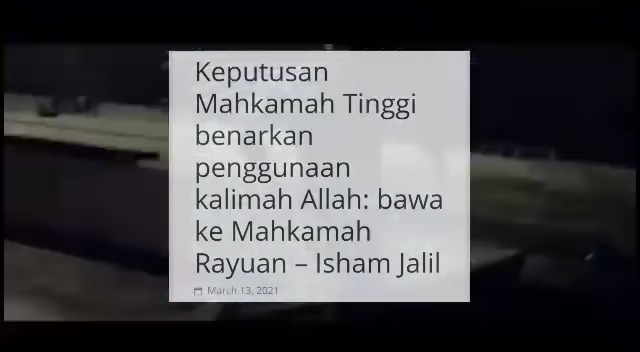 Keputusan
Mahkamah Tinggi
benarkan
penggunaan
kalimah Allah: bawa
ke Mahkamah
Rayuan – Isham Jalil
March 13, 2021